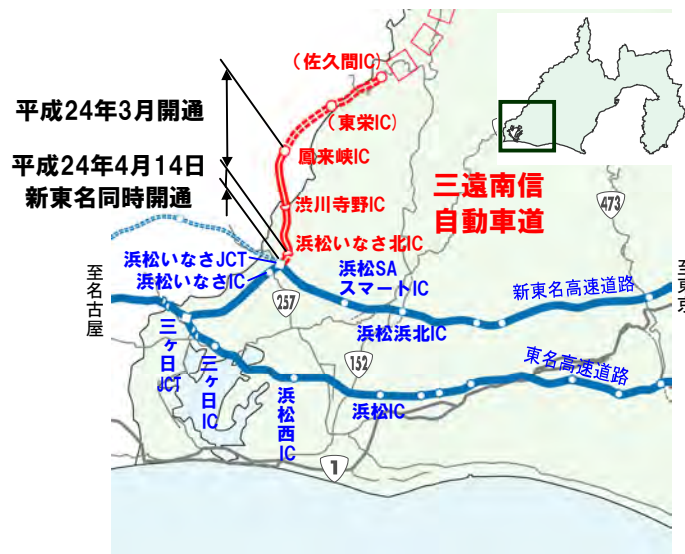 (佐久間IC)
平成24年3月開通
(東栄IC)
鳳来峡IC
平成24年4月14日
新東名同時開通
三遠南信
自動車道
渋川寺野IC
473
浜松いなさ北IC
浜松いなさJCT
浜松いなさIC
浜松SA
スマートIC
至名古屋
至東京
257
新東名高速道路
浜松浜北IC
三ヶ日JCT
三ヶ日IC
152
東名高速道路
浜松西IC
浜松IC
1